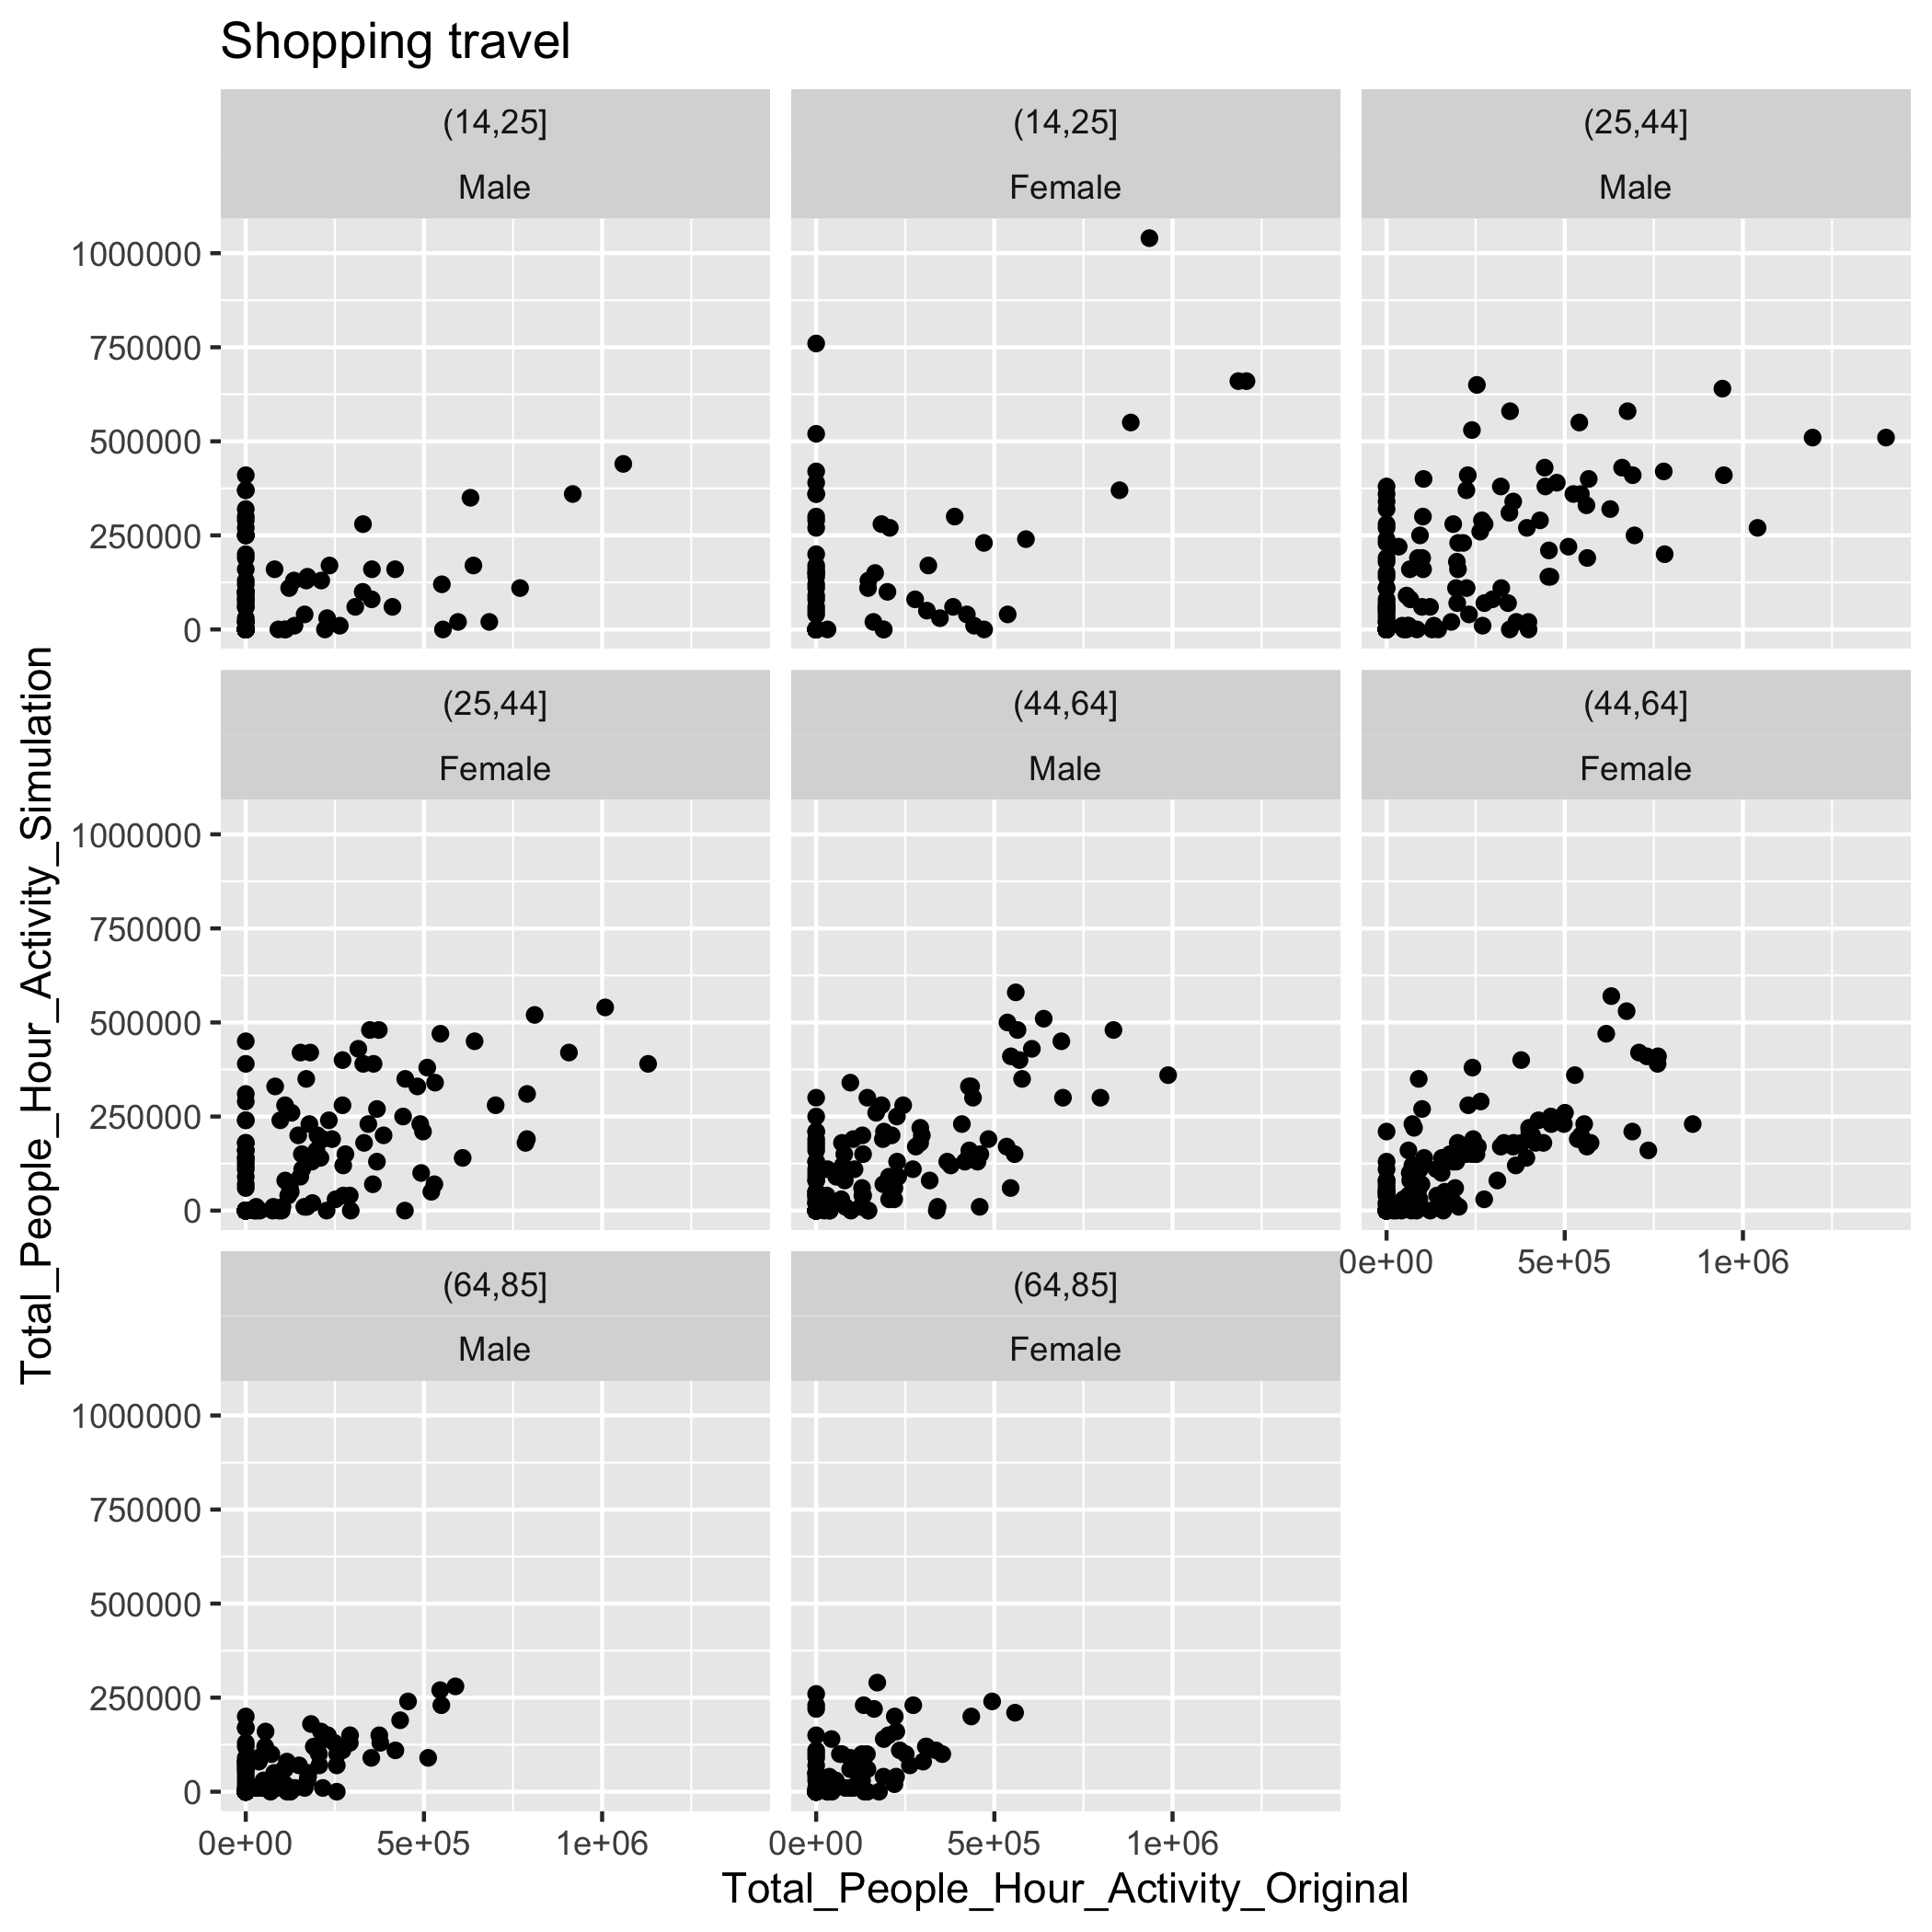 Shopping travel
(14,25]
(14,25]
(25,44]
Male
Female
Male
1000000
750000
500000
250000
0
(25,44]
(44,64]
(44,64]
Female
Male
Female
1000000
750000
500000
250000
0
0e+00
5e+05
1e+06
(64,85]
(64,85]
Male
Female
1000000
750000
500000
250000
0
0e+00
5e+05
1e+06
0e+00
5e+05
1e+06
Total_People_Hour_Activity_Original
Total_People_Hour_Activity_Simulation